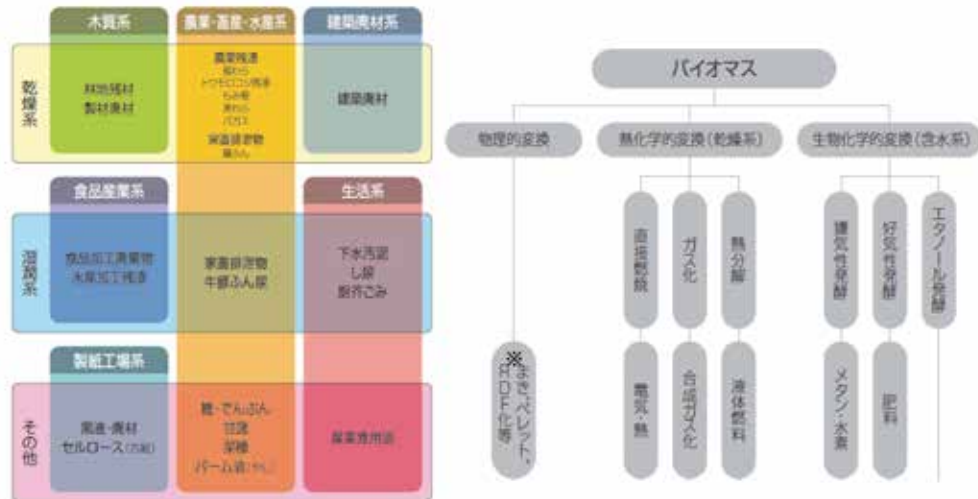 木質系
農業・畜産・水産系
建築廃材系
乾燥系
林地残材
製材廃材
農業残渣
稲わら
トウモロコシ残渣
もみ殻
麦わら
バガス
家畜排泄物
鶏ふん
建築廃材
食品産業系
生活系
湿潤系
食品加工廃棄物
水産加工残渣
家畜排泄物
牛豚ふん尿
下水汚泥
し尿
厨芥ごみ
製紙工場系
その他
黒液・廃材
セルロース(古紙)
糖・でんぷん
甘藷
菜種
パーム油(やし)
産業食用油
バイオマス
物理的変換
熱化学的変換(乾燥系)
生物化学的変換(含水系)
直接燃焼
ガス化
熱分解
嫌気性発酵
好気性発酵
エタノール発酵
※まき、ペレット、
RDF化等
電気・熱
合成ガス化
液体燃料
メタン・水素
肥料